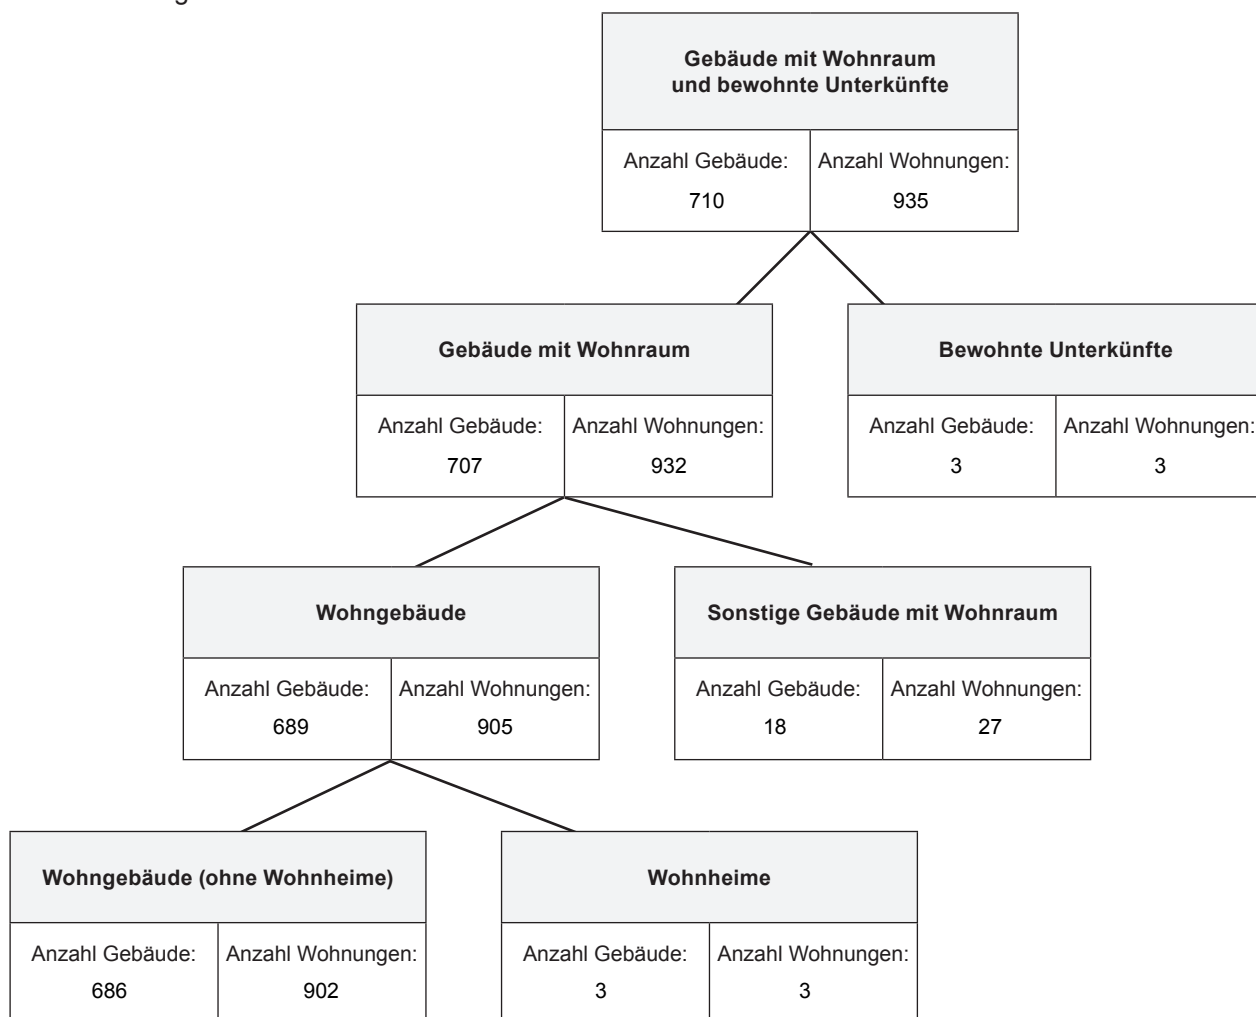 Gebäude mit Wohnraum
und bewohnte Unterkünfte
Anzahl Gebäude: Anzahl Wohnungen:
710 935
Gebäude mit Wohnraum
Anzahl Gebäude: Anzahl Wohnungen:
707 932
Bewohnte Unterkünfte
Anzahl Gebäude: Anzahl Wohnungen:
3 3
Wohngebäude
Anzahl Gebäude: Anzahl Wohnungen:
689 905
Sonstige Gebäude mit Wohnraum
Anzahl Gebäude: Anzahl Wohnungen:
18 27
Wohngebäude (ohne Wohnheime)
Anzahl Gebäude: Anzahl Wohnungen:
686 902
Wohnheime
Anzahl Gebäude: Anzahl Wohnungen:
3 3